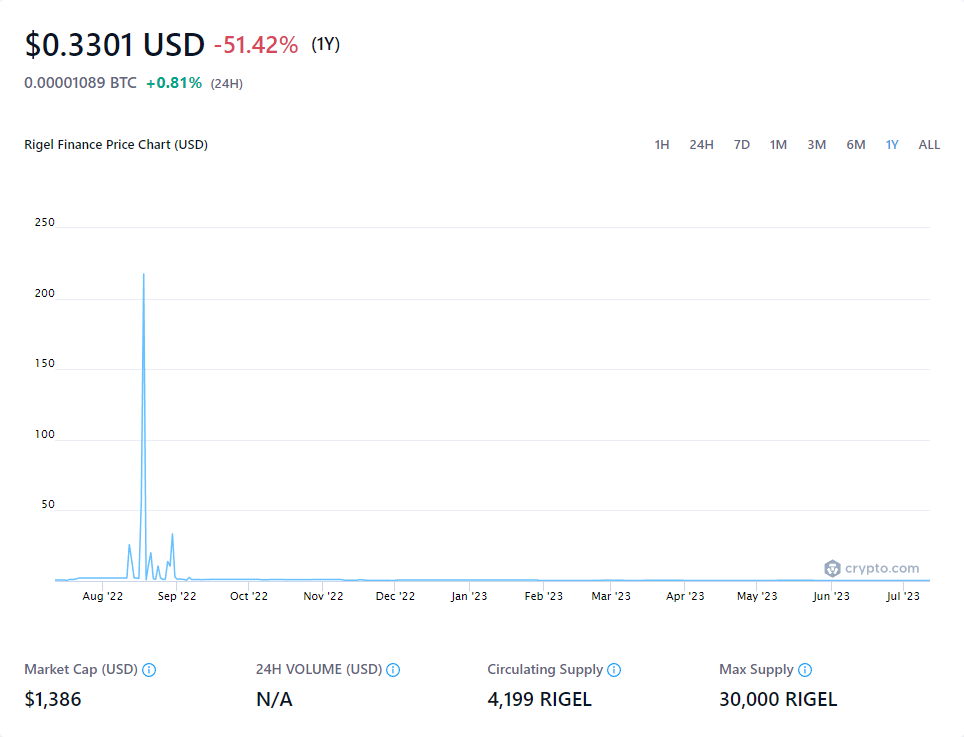 $0.3301 USD -51.42% (1Y)
0.00001089 BTC +0.81% (24H)
Rigel Finance Price Chart (USD) 1H 24H 7D 1M 3M 6M 1Y ALL
250
200
150
100
50
crypto.com
Aug '22 Sep '22 Oct '22 Nov '22 Dec '22 Jan '23 Feb '23 Mar '23 Apr '23 May '23 Jun '23 Jul '23
Market Cap (USD) 24H VOLUME (USD) Circulating Supply Max Supply
$1,386 N/A 4,199 RIGEL 30,000 RIGEL